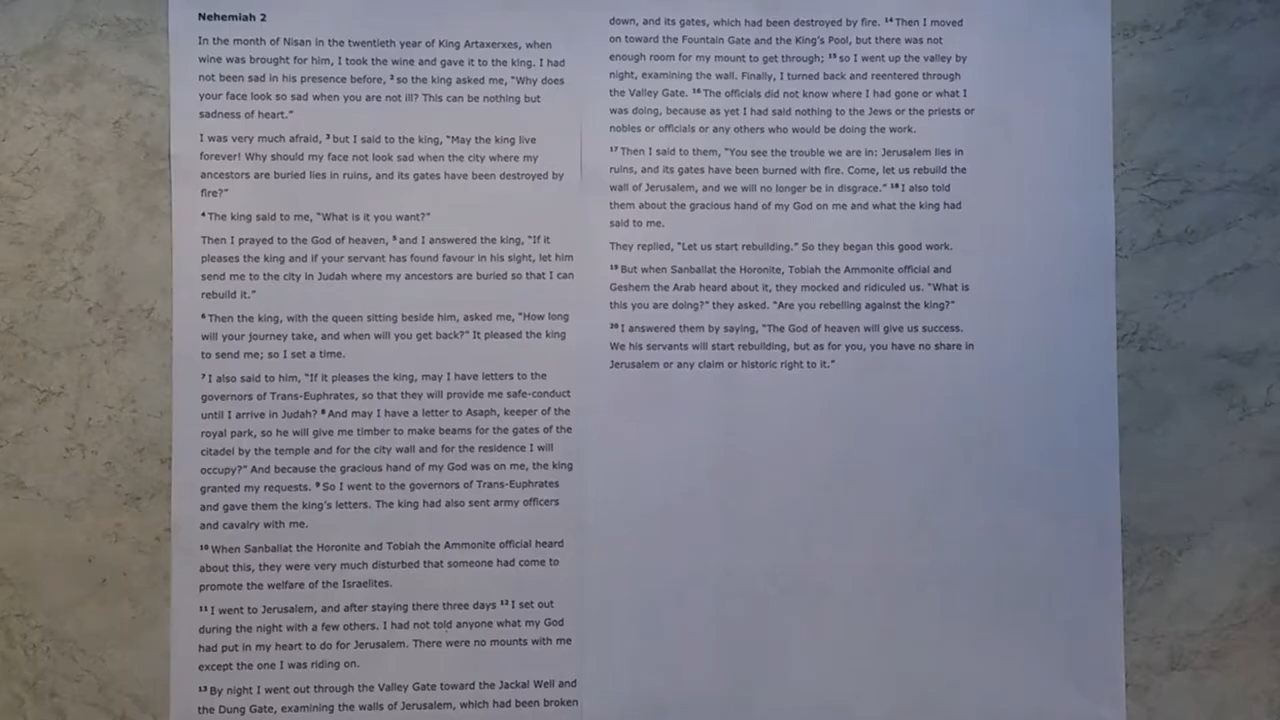 Nehemiah 2
In the month of Nisan in the twentieth year of King Artaxerxes, when
wine was brought for him, I took the wine and gave it to the king. I had
not been sad in his presence before, ² so the king asked me, "Why does
your face look so sad when you are not ill? This can be nothing but
sadness of heart."
I was very much afraid, ³ but I said to the king, "May the king live
forever! Why should my face not look sad when the city where my
ancestors are buried lies in ruins, and its gates have been destroyed by
fire?"
⁴ The king said to me, "What is it you want?"
Then I prayed to the God of heaven, ⁵ and I answered the king, "If it
pleases the king and if your servant has found favour in his sight, let him
send me to the city in Judah where my ancestors are buried so that I can
rebuild it."
⁶ Then the king, with the queen sitting beside him, asked me, "How long
will your journey take, and when will you get back?" It pleased the king
to send me; so I set a time.
⁷ I also said to him, "If it pleases the king, may I have letters to the
governors of Trans-Euphrates, so that they will provide me safe-conduct
until I arrive in Judah? ⁸ And may I have a letter to Asaph, keeper of the
royal park, so he will give me timber to make beams for the gates of the
citadel by the temple and for the city wall and for the residence I will
occupy?" And because the gracious hand of my God was on me, the king
granted my requests. ⁹ So I went to the governors of Trans-Euphrates
and gave them the king's letters. The king had also sent army officers
and cavalry with me.
¹⁰ When Sanballat the Horonite and Tobiah the Ammonite official heard
about this, they were very much disturbed that someone had come to
promote the welfare of the Israelites.
¹¹ I went to Jerusalem, and after staying there three days ¹² I set out
during the night with a few others. I had not told anyone what my God
had put in my heart to do for Jerusalem. There were no mounts with me
except the one I was riding on.
¹³ By night I went out through the Valley Gate toward the Jackal Well and
the Dung Gate, examining the walls of Jerusalem, which had been broken
down, and its gates, which had been destroyed by fire. ¹⁴ Then I moved
on toward the Fountain Gate and the King's Pool, but there was not
enough room for my mount to get through; ¹⁵ so I went up the valley by
night, examining the wall. Finally, I turned back and reentered through
the Valley Gate. ¹⁶ The officials did not know where I had gone or what I
was doing, because as yet I had said nothing to the Jews or the priests or
nobles or officials or any others who would be doing the work.
¹⁷ Then I said to them, "You see the trouble we are in: Jerusalem lies in
ruins, and its gates have been burned with fire. Come, let us rebuild the
wall of Jerusalem, and we will no longer be in disgrace." ¹⁸ I also told
them about the gracious hand of my God on me and what the king had
said to me.
They replied, "Let us start rebuilding." So they began this good work.
¹⁹ But when Sanballat the Horonite, Tobiah the Ammonite official and
Geshem the Arab heard about it, they mocked and ridiculed us. "What is
this you are doing?" they asked. "Are you rebelling against the king?"
²⁰ I answered them by saying, "The God of heaven will give us success.
We his servants will start rebuilding, but as for you, you have no share in
Jerusalem or any claim or historic right to it."